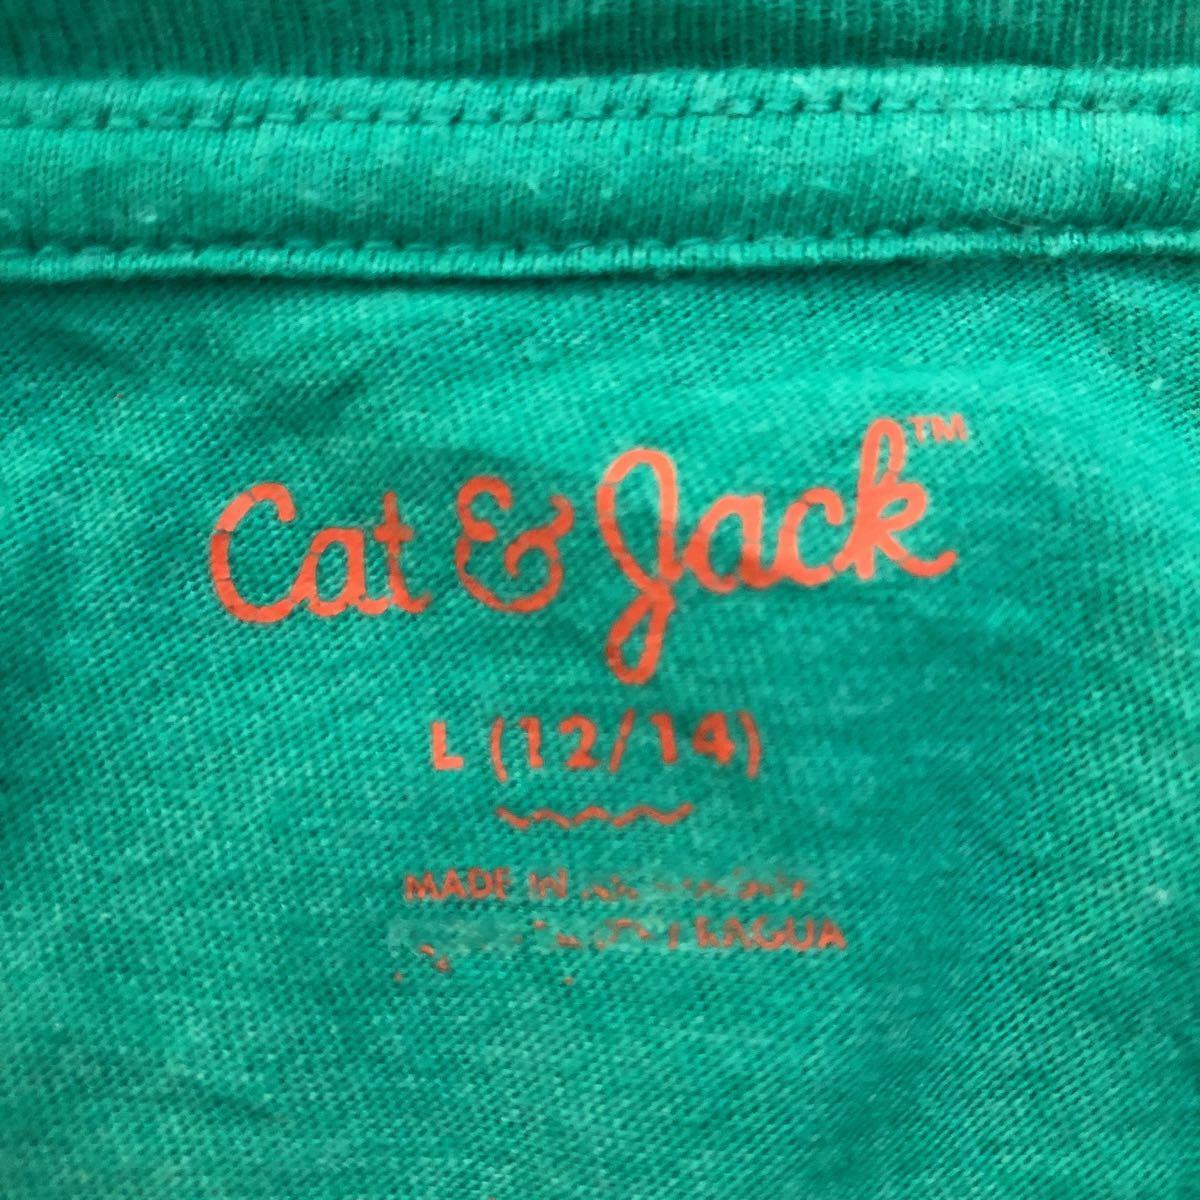 Cat & Jack™
L (12/14)
MADE IN